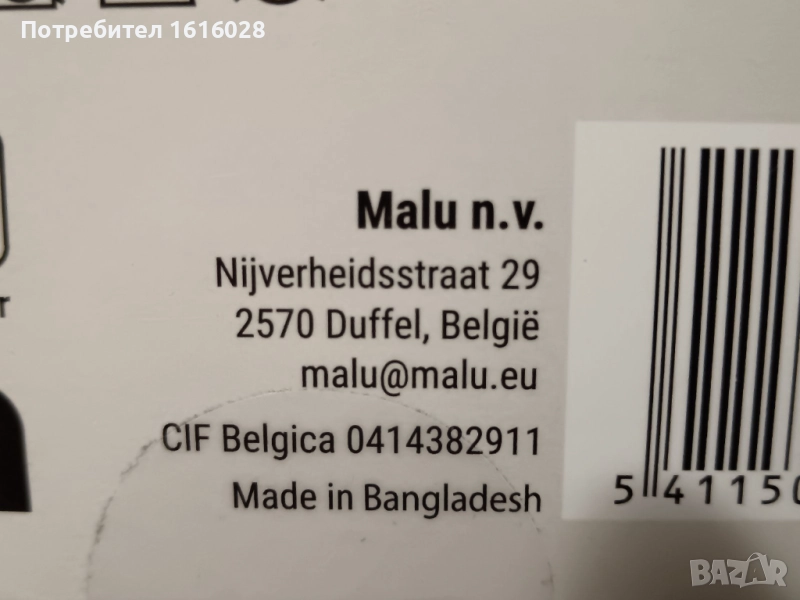 Потребител 1616028
Malu n.v.
Nijverheidsstraat 29
2570 Duffel, België
malu@malu.eu
CIF Belgica 0414382911
Made in Bangladesh
5 41150
BAZAR